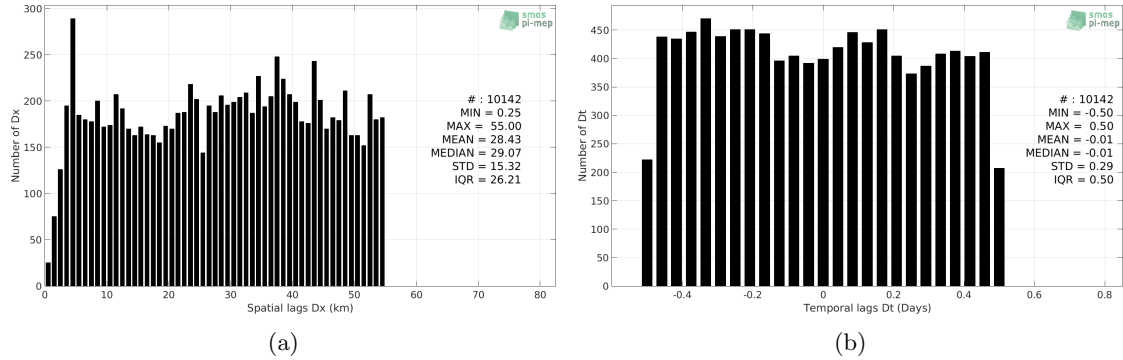 300
250
200
150
100
50
0
Number of Dx
smos
pi-mep
# : 10142
MIN = 0.25
MAX = 55.00
MEAN = 28.43
MEDIAN = 29.07
STD = 15.32
IQR = 26.21
0 10 20 30 40 50 60 70 80
Spatial lags Dx (km)
(a)
450
400
350
300
250
200
150
100
50
0
Number of Dt
smos
pi-mep
# : 10142
MIN = -0.50
MAX = 0.50
MEAN = -0.01
MEDIAN = -0.01
STD = 0.29
IQR = 0.50
-0.4 -0.2 0 0.2 0.4 0.6 0.8
Temporal lags Dt (Days)
(b)